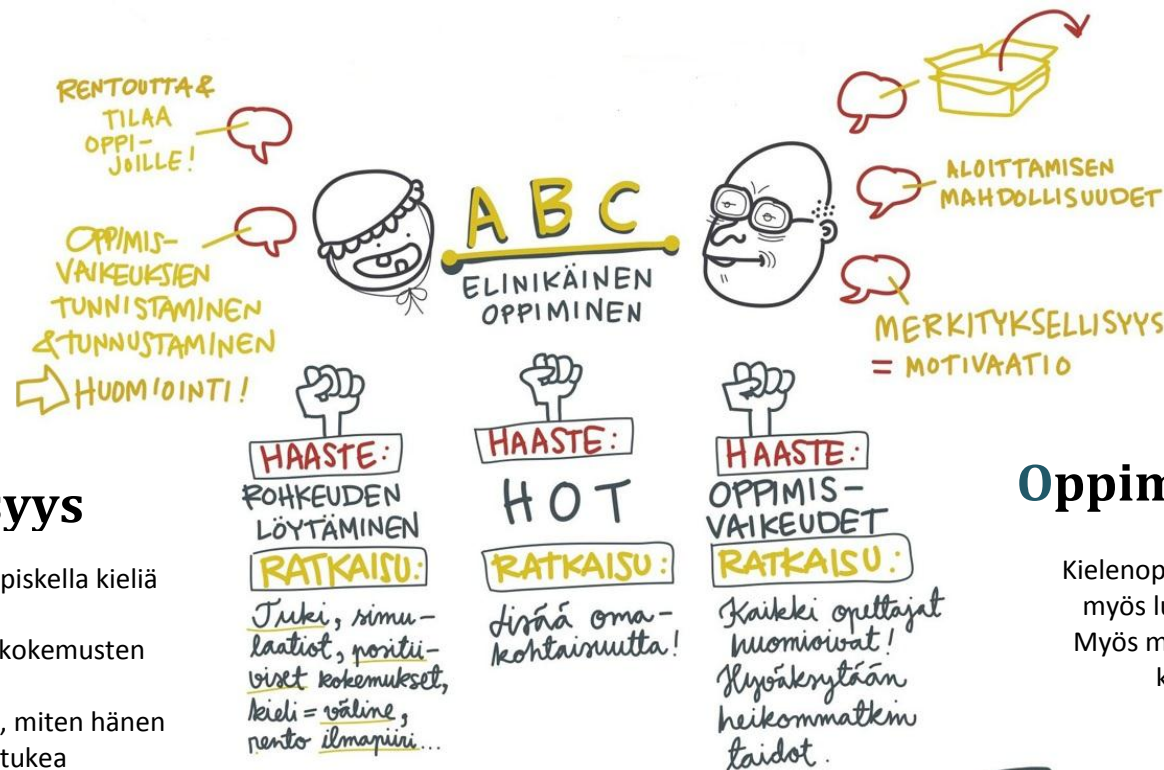 RENTOUTTA &
TILAA
OPPI-
JOILLE!
OPPIMIS-
VAIKEUKSIEN
TUNNISTAMINEN
& TUNNUSTAMINEN
HUOMIOINTI!
A B C
ELINIKÄINEN
OPPIMINEN
ALOITTAMISEN
MAHDOLLISUUDET
MERKITYKSELLISYYS
= MOTIVAATIO
HAASTE:
ROHKEUDEN
LÖYTÄMINEN
RATKAISU:
Tuki, simu-
laatiot, positii-
viset kokemukset,
kieli = väline,
rento ilmapiiri...
HAASTE:
HOT
RATKAISU:
Lisää oma-
kohtaisuutta!
HAASTE:
OPPIMIS-
VAIKEUDET
RATKAISU:
Kaikki opettajat
huomioivat!
Hyväksytään
heikommatkin
taidot.
syys
piskella kieliä
kokemusten
, miten hänen
tukea
Oppim
Kielenop
myös lu
Myös m
k